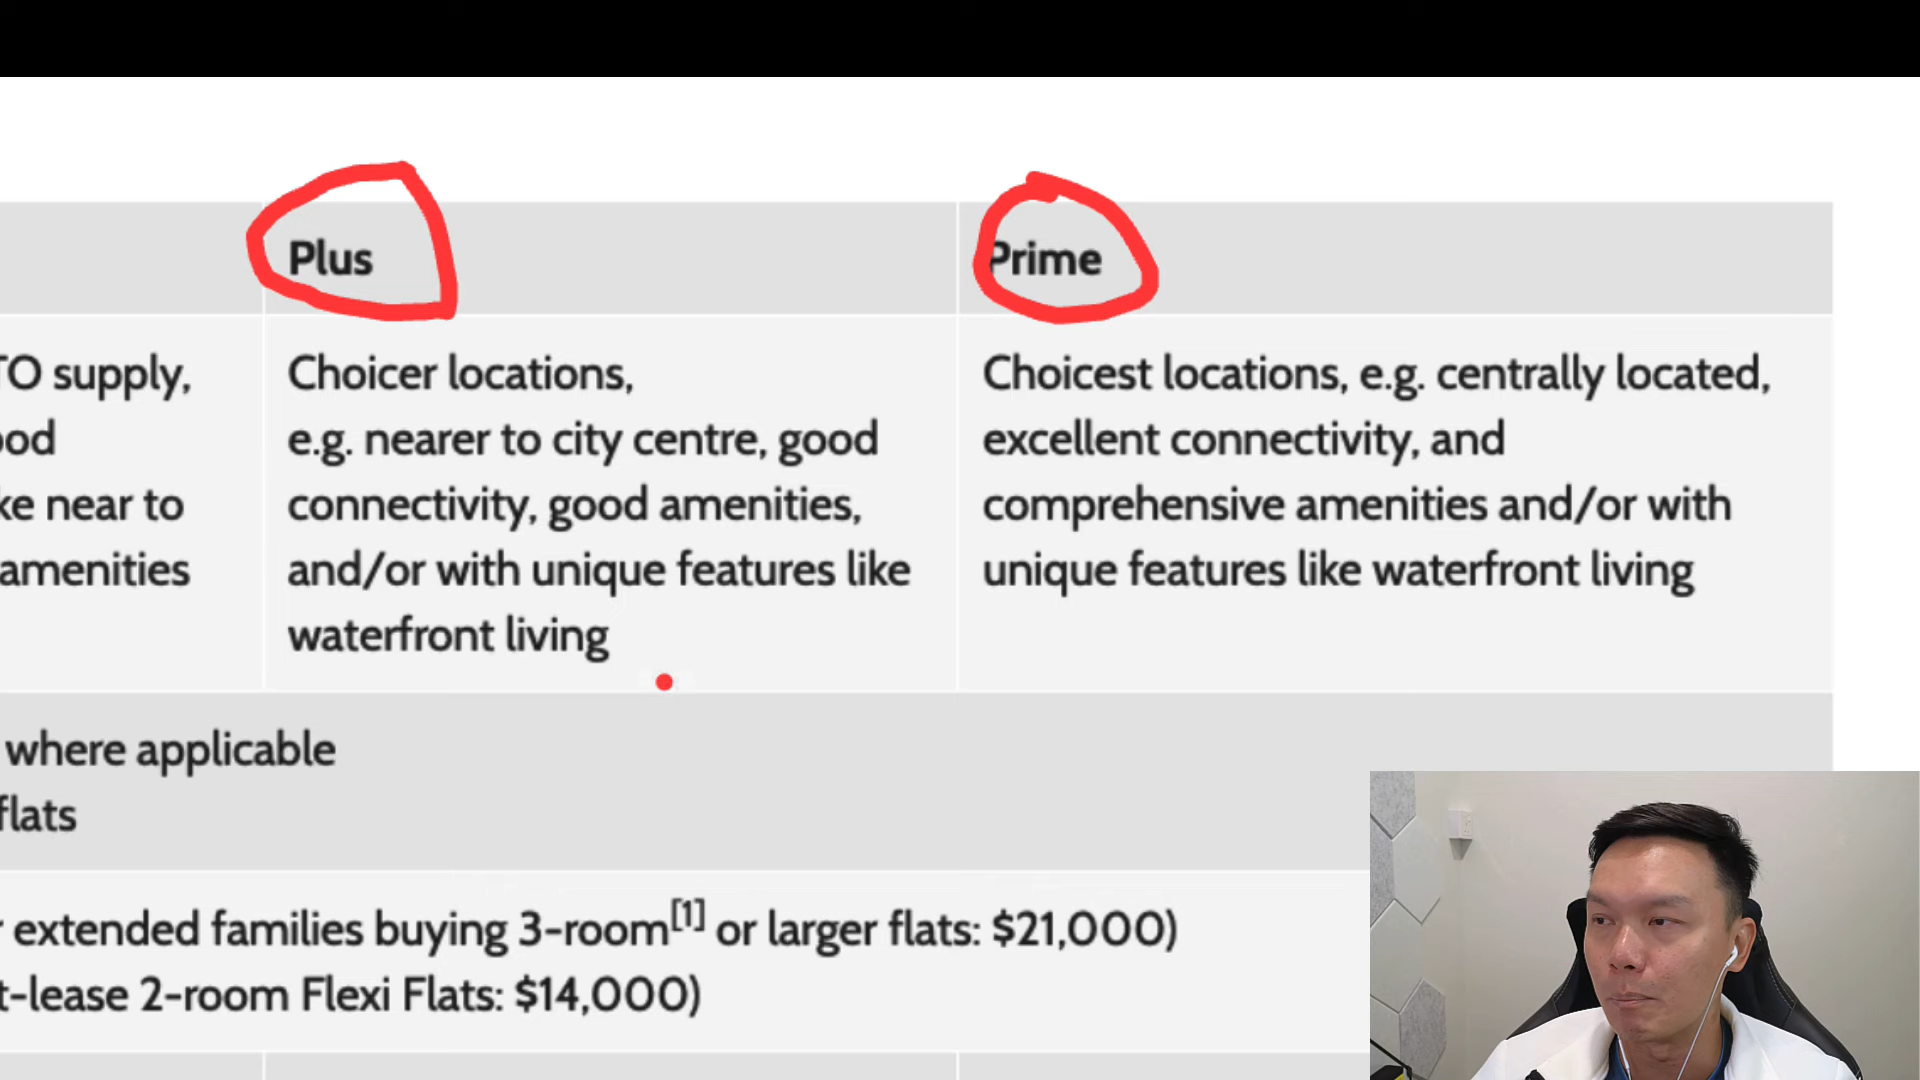 Plus
Prime
TO supply,
ood
ke near to
amenities
Choicer locations,
e.g. nearer to city centre, good
connectivity, good amenities,
and/or with unique features like
waterfront living
Choicest locations, e.g. centrally located,
excellent connectivity, and
comprehensive amenities and/or with
unique features like waterfront living
where applicable
flats
r extended families buying 3-room[1] or larger flats: $21,000)
t-lease 2-room Flexi Flats: $14,000)